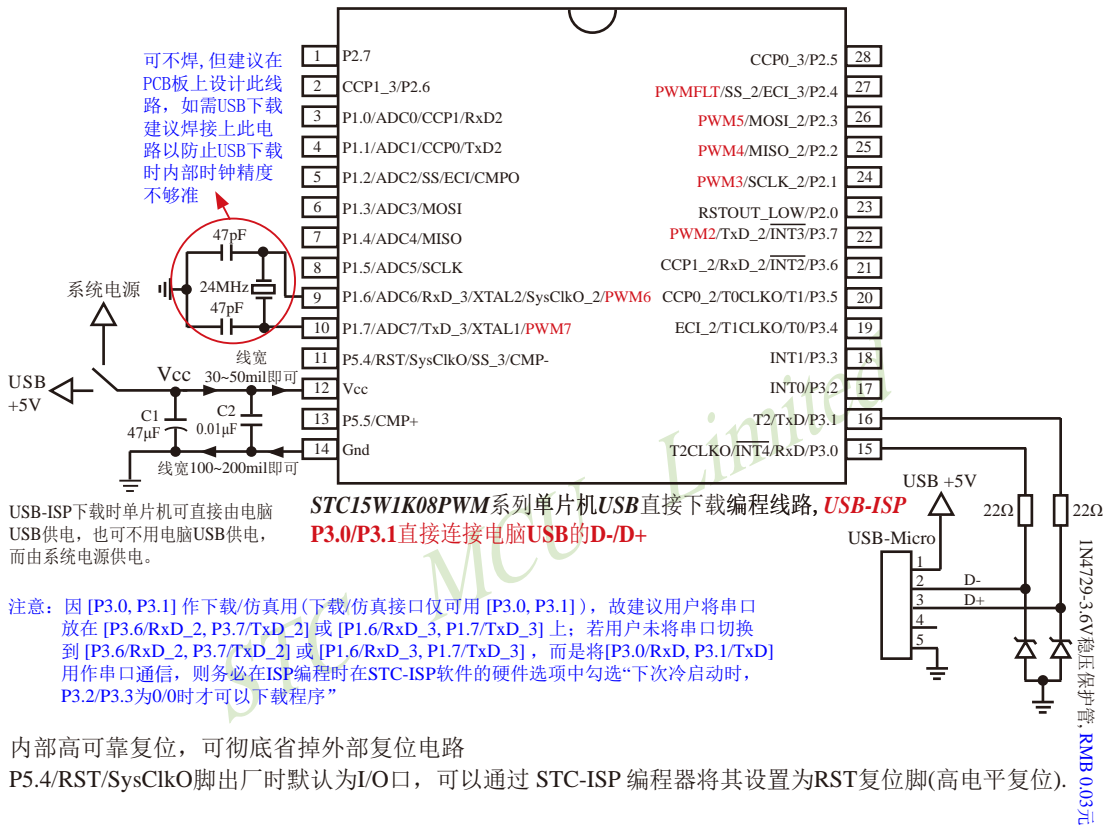 可不焊,但建议在
PCB板上设计此线
路，如需USB下载
建议焊接上此电
路以防止USB下载
时内部时钟精度
不够准
1 P2.7
2 CCP1_3/P2.6
3 P1.0/ADC0/CCP1/RxD2
4 P1.1/ADC1/CCP0/TxD2
5 P1.2/ADC2/SS/ECI/CMPO
6 P1.3/ADC3/MOSI
7 P1.4/ADC4/MISO
8 P1.5/ADC5/SCLK
9 P1.6/ADC6/RxD_3/XTAL2/SysClkO_2/PWM6
10 P1.7/ADC7/TxD_3/XTAL1/PWM7
11 P5.4/RST/SysClkO/SS_3/CMP-
12 Vcc
13 P5.5/CMP+
14 Gnd
CCP0_3/P2.5 28
PWMFLT/SS_2/ECI_3/P2.4 27
PWM5/MOSI_2/P2.3 26
PWM4/MISO_2/P2.2 25
PWM3/SCLK_2/P2.1 24
RSTOUT_LOW/P2.0 23
PWM2/TxD_2/INT3/P3.7 22
CCP1_2/RxD_2/INT2/P3.6 21
CCP0_2/T0CLKO/T1/P3.5 20
ECI_2/T1CLKO/T0/P3.4 19
INT1/P3.3 18
INT0/P3.2 17
T2/TxD/P3.1 16
T2CLKO/INT4/RxD/P3.0 15
47pF
24MHz
47pF
系统电源
USB
+5V
Vcc
线宽
30~50mil即可
C1
47μF
C2
0.01μF
线宽100~200mil即可
USB-ISP下载时单片机可直接由电脑
USB供电，也可不用电脑USB供电，
而由系统电源供电。
STC15W1K08PWM系列单片机USB直接下载编程线路, USB-ISP
P3.0/P3.1直接连接电脑USB的D-/D+
USB +5V
USB-Micro
1
2 D-
3 D+
4
5
22Ω
22Ω
1N4729-3.6V稳压保护管, RMB 0.03元
注意：因 [P3.0, P3.1] 作下载/仿真用(下载/仿真接口仅可用 [P3.0, P3.1] )，故建议用户将串口
放在 [P3.6/RxD_2, P3.7/TxD_2] 或 [P1.6/RxD_3, P1.7/TxD_3] 上；若用户未将串口切换
到 [P3.6/RxD_2, P3.7/TxD_2] 或 [P1.6/RxD_3, P1.7/TxD_3] ，而是将[P3.0/RxD, P3.1/TxD]
用作串口通信，则务必在ISP编程时在STC-ISP软件的硬件选项中勾选“下次冷启动时，
P3.2/P3.3为0/0时才可以下载程序”
内部高可靠复位，可彻底省掉外部复位电路
P5.4/RST/SysClkO脚出厂时默认为I/O口，可以通过 STC-ISP 编程器将其设置为RST复位脚(高电平复位).
STC MCU Limited